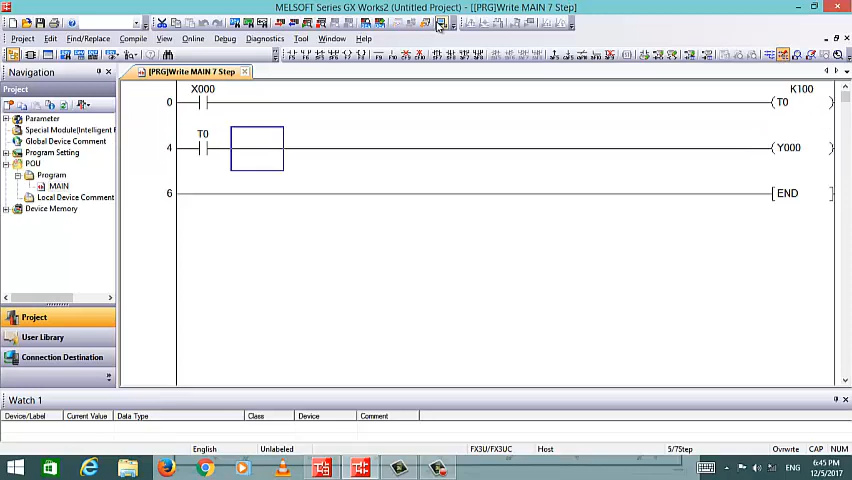 MELSOFT Series GX Works2 (Untitled Project) - [[PRG]Write MAIN 7 Step]
Project Edit Find/Replace Compile View Online Debug Diagnostics Tool Window Help
Navigation
[PRG]Write MAIN 7 Step
Project
Parameter
Special Module(Intelligent F
Global Device Comment
Program Setting
POU
Program
MAIN
Local Device Comment
Device Memory
X000 K100
0 T0
T0
4 Y000
6 END
Project
User Library
Connection Destination
Watch 1
Device/Label Current Value Data Type Class Device Comment
English Unlabeled FX3U/FX3UC Host 5/7Step Ovrwrte CAP NUM
ENG 6:45 PM
12/5/2017